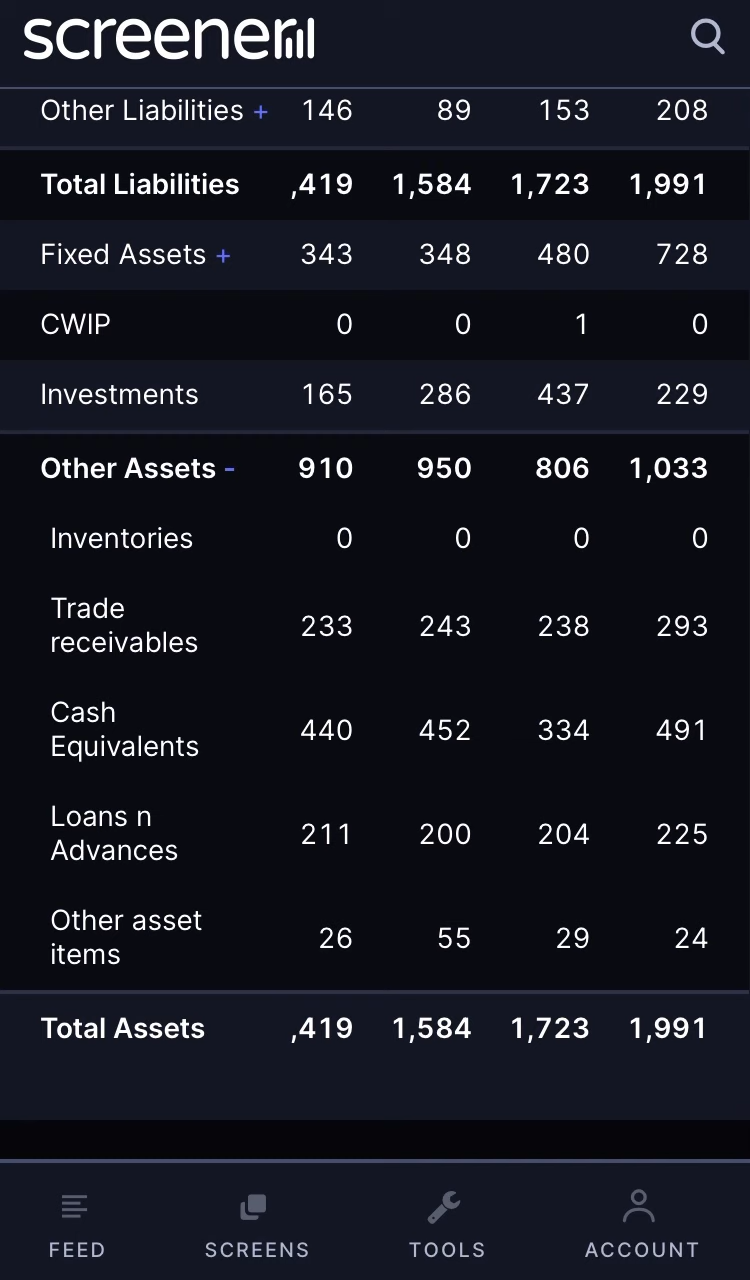 screener
Other Liabilities + 146 89 153 208
Total Liabilities ,419 1,584 1,723 1,991
Fixed Assets + 343 348 480 728
CWIP 0 0 1 0
Investments 165 286 437 229
Other Assets - 910 950 806 1,033
Inventories 0 0 0 0
Trade
receivables 233 243 238 293
Cash
Equivalents 440 452 334 491
Loans n
Advances 211 200 204 225
Other asset
items 26 55 29 24
Total Assets ,419 1,584 1,723 1,991
FEED SCREENS TOOLS ACCOUNT